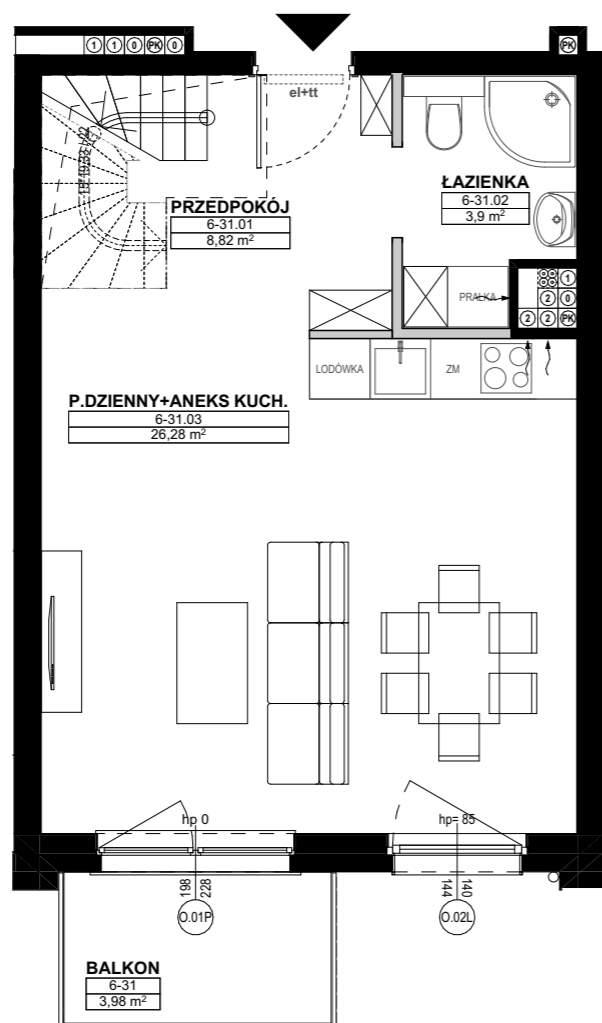 1 1 0 PK 0
PK
el+tt
ŁAZIENKA
6-31.02
3,9 m²
PRZEDPOKÓJ
6-31.01
8,82 m²
PRALKA
1
2 0
2 2 PK
LODÓWKA
ZM
P.DZIENNY+ANEKS KUCH.
6-31.03
26,28 m²
hp 0
hp= 85
198
228
144
140
O.01P
O.02L
BALKON
6-31
3,98 m²